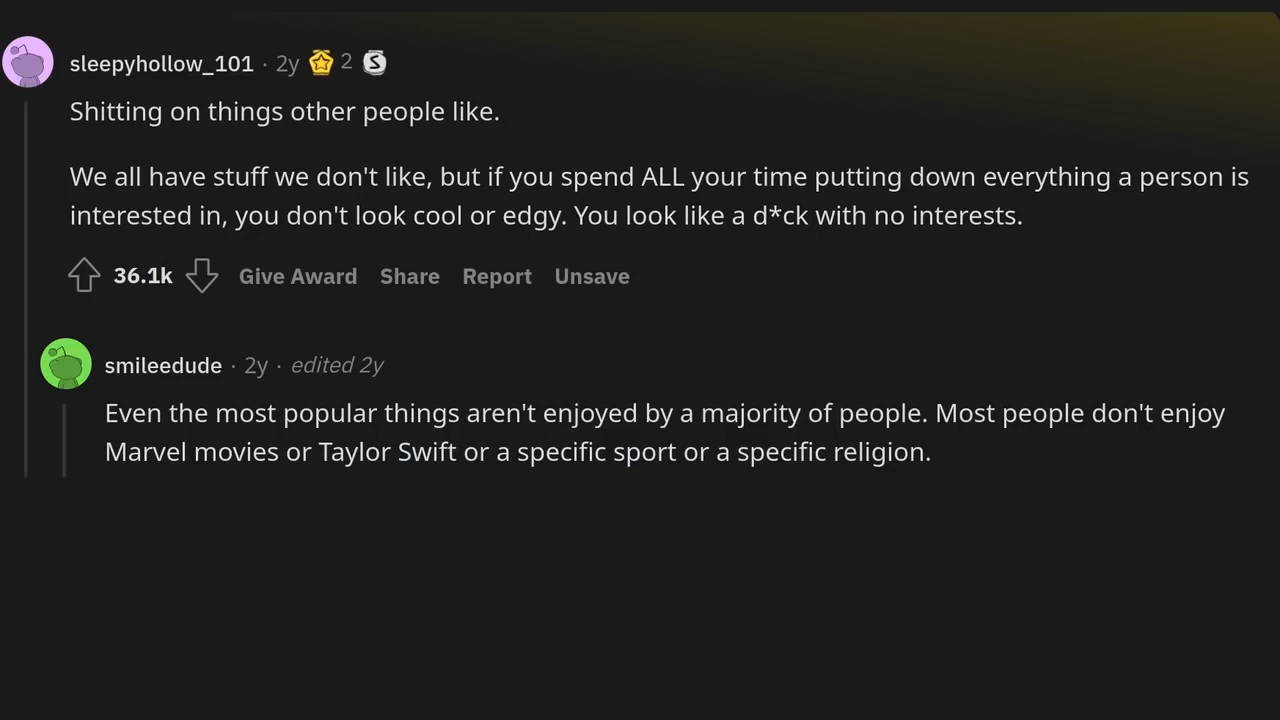 sleepyhollow_101 · 2y 2 S
Shitting on things other people like.
We all have stuff we don't like, but if you spend ALL your time putting down everything a person is
interested in, you don't look cool or edgy. You look like a d*ck with no interests.
36.1k Give Award Share Report Unsave
smileedude · 2y · edited 2y
Even the most popular things aren't enjoyed by a majority of people. Most people don't enjoy
Marvel movies or Taylor Swift or a specific sport or a specific religion.